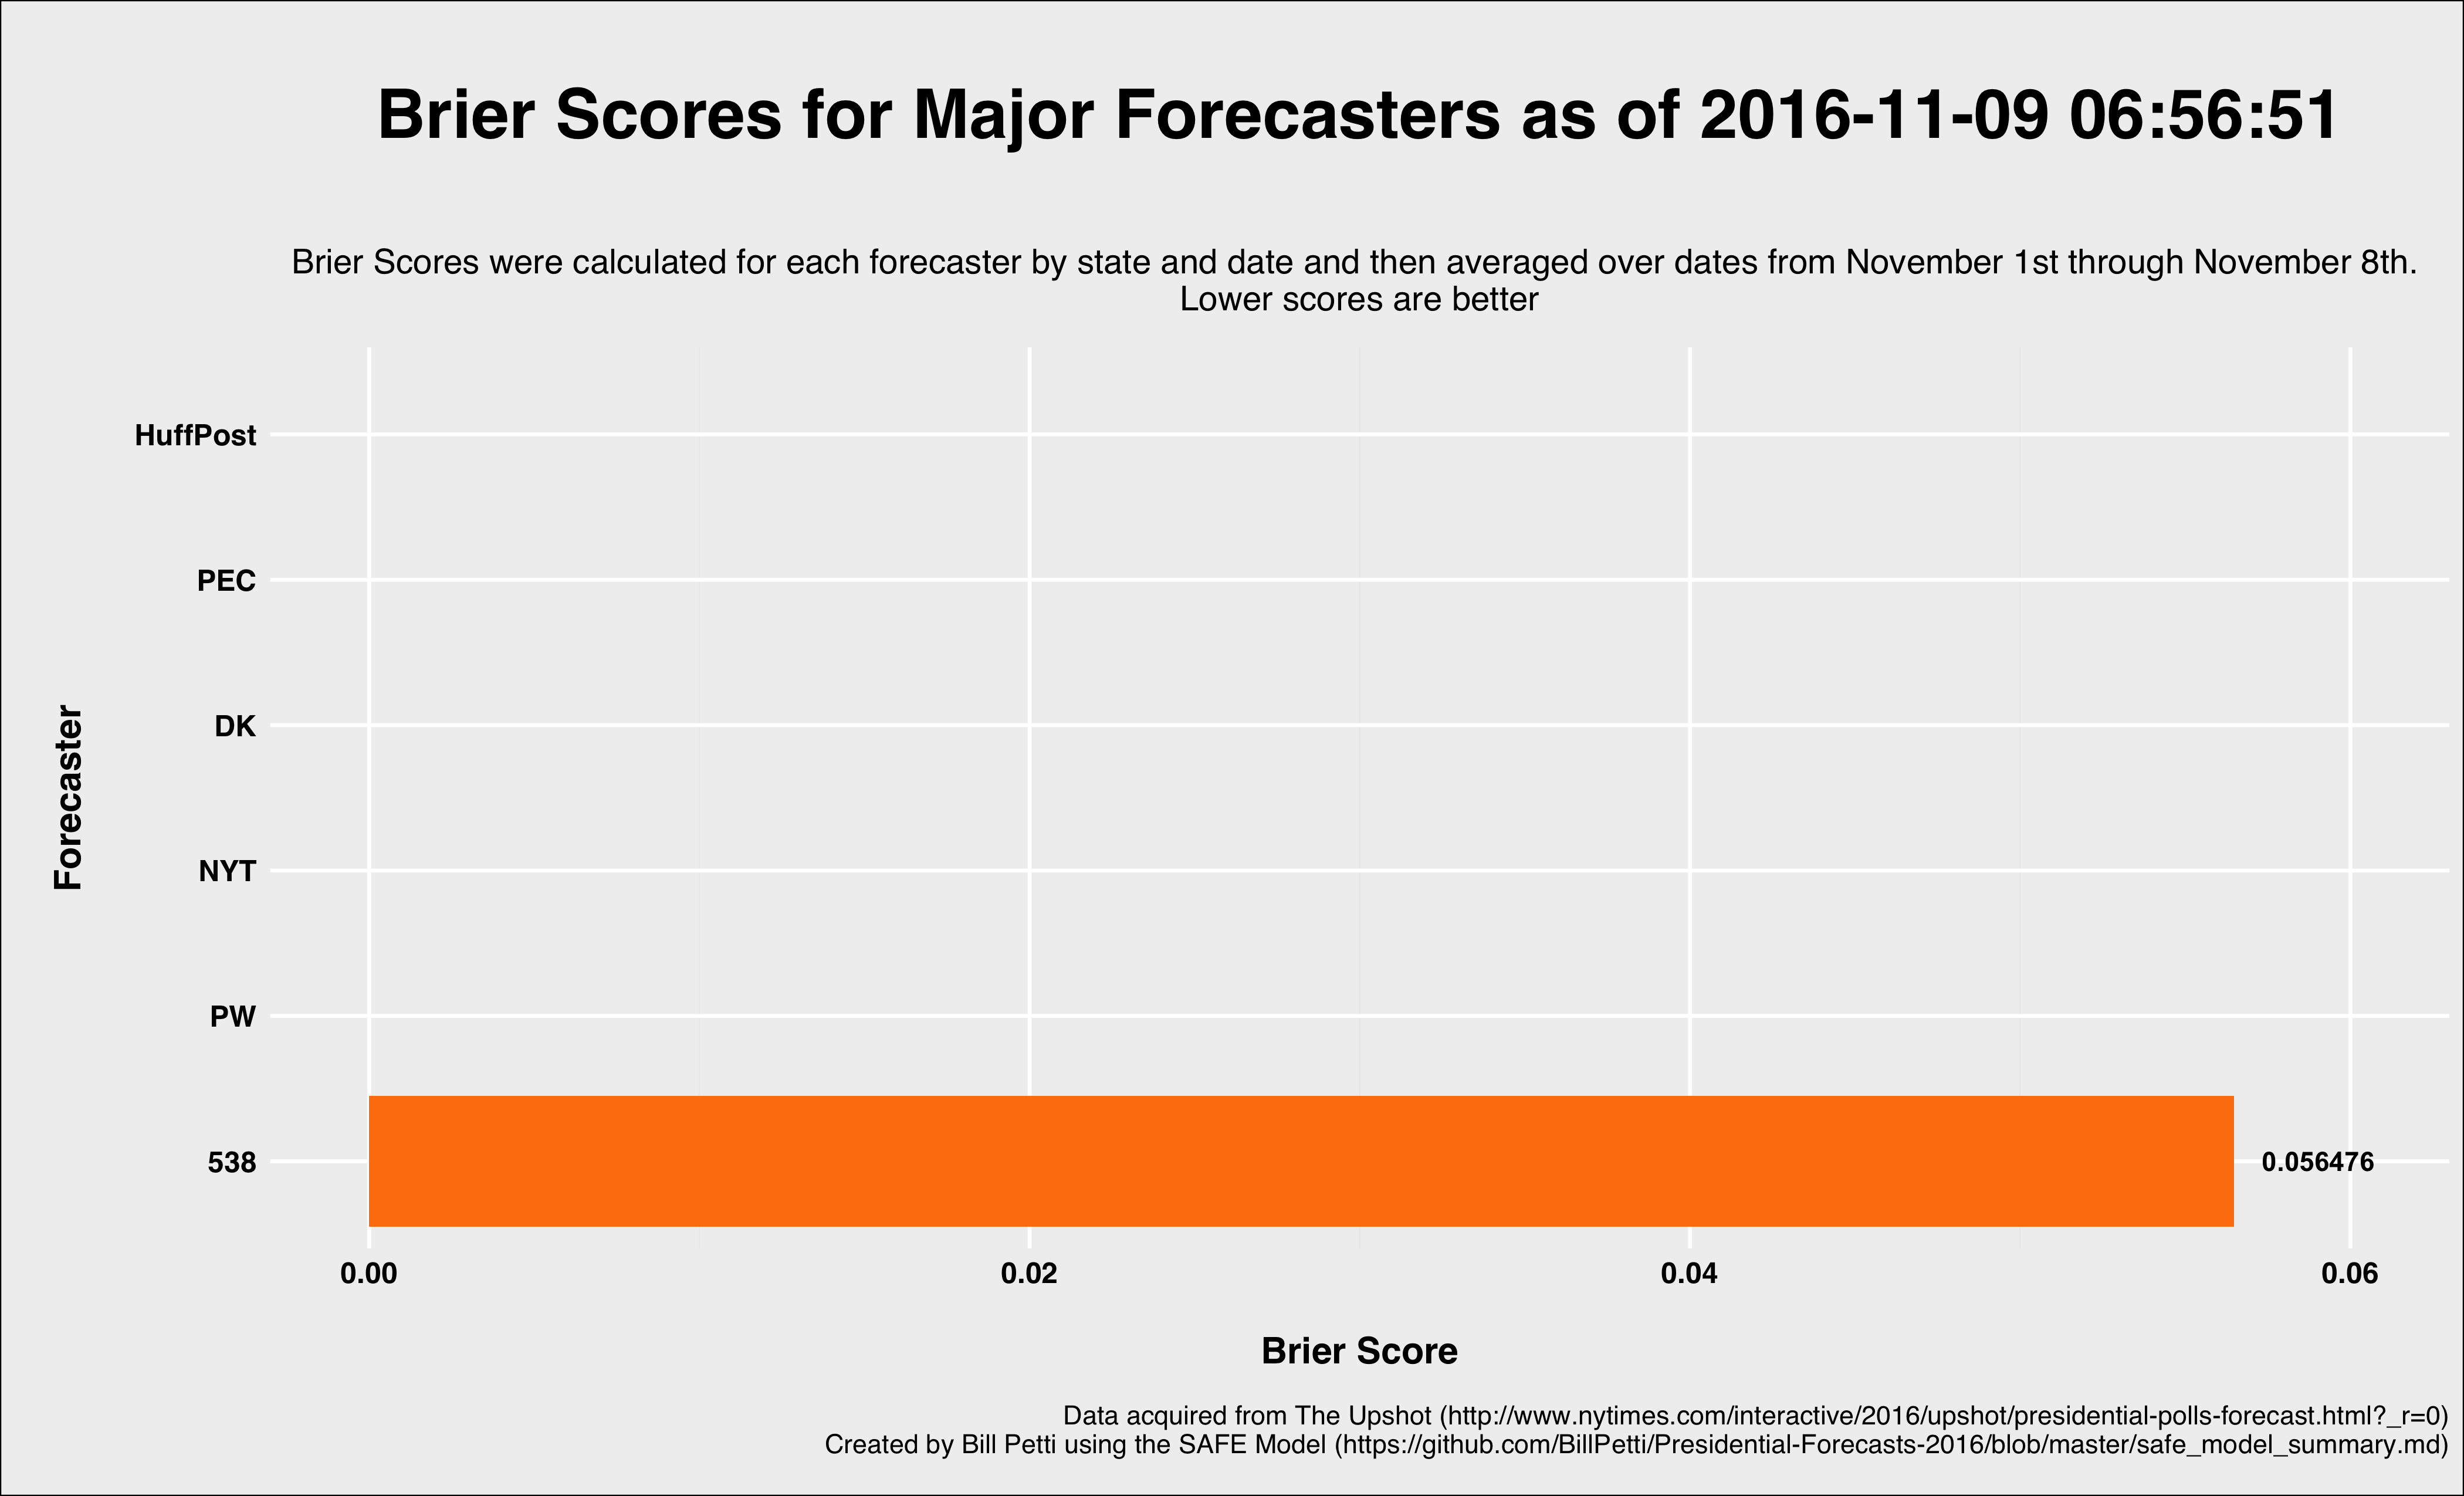 Brier Scores for Major Forecasters as of 2016-11-09 06:56:51
Brier Scores were calculated for each forecaster by state and date and then averaged over dates from November 1st through November 8th.
Lower scores are better
Forecaster
HuffPost
PEC
DK
NYT
PW
538
0.056476
0.00
0.02
0.04
0.06
Brier Score
Data acquired from The Upshot (http://www.nytimes.com/interactive/2016/upshot/presidential-polls-forecast.html?_r=0)
Created by Bill Petti using the SAFE Model (https://github.com/BillPetti/Presidential-Forecasts-2016/blob/master/safe_model_summary.md)